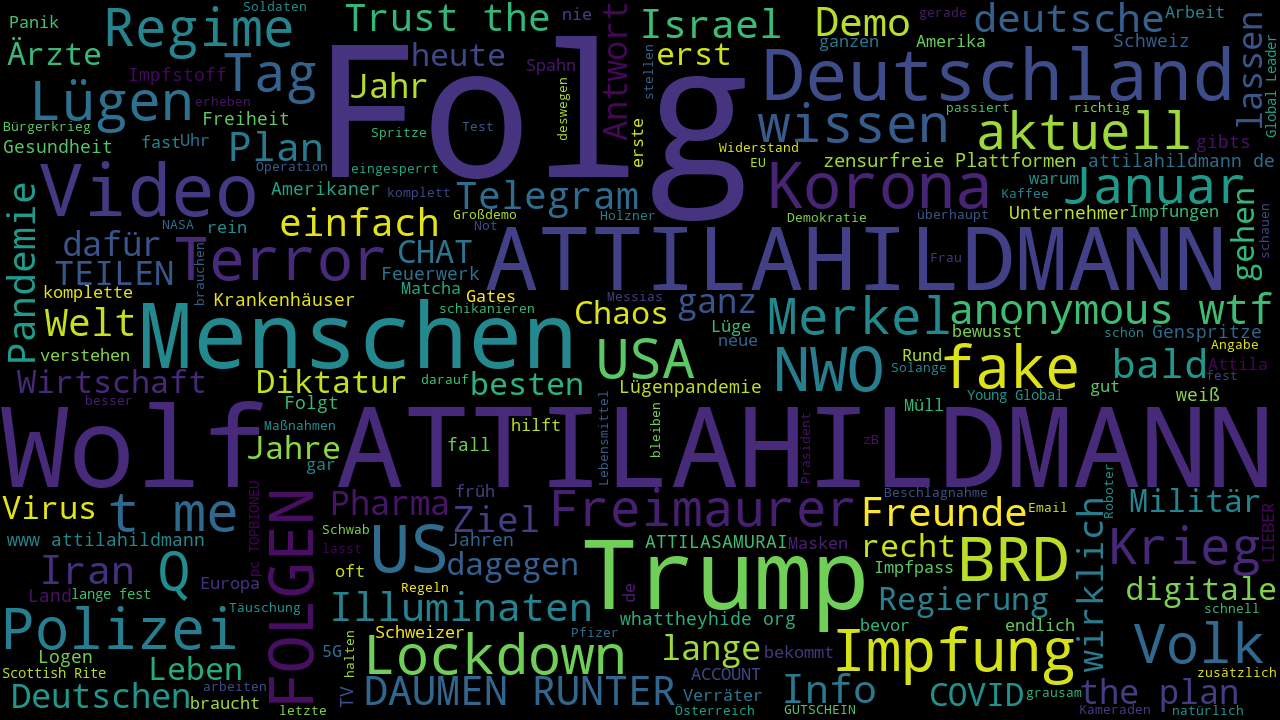 Panik
Soldaten
Regime
Trust the
nie
Israel
Demo
gerade
deutsche
Arbeit
Ärzte
Impfstoff
Tag
heute
Spahn
Antwort
stellen
erst
ganzen
Amerika
Schweiz
lassen
Global Leader
Folg
Jahr
Deutschland
Lügen
erheben
Freiheit
deswegen
passiert
richtig
Bürgerkrieg
Gesundheit
fast
Uhr
Plan
Spritze
Test
erste
Widerstand
EU
wissen
aktuell
gibts
Operation
eingesperrt
zensurfreie Plattformen
attilahildmann de
Video
Amerikaner
komplett
Telegram
Korona
Kaffee
warum
Januar
NASA
rein
einfach
Großdemo
Not
Holzner
Demokratie
überhaupt
Unternehmer
Impfungen
gehen
schauen
Pandemie
dafür
TEILEN
Terror
brauchen
CHAT
Feuerwerk
ATTILAHILDMANN
Frau
komplette
Krankenhäuser
Matcha
Gates
schikanieren
Messias
ganz
Chaos
Lüge
neue
Merkel
anonymous wtf
bewusst
schön
Genspritze
Angabe
Welt
Menschen
verstehen
USA
NWO
Rund
Solange
fake
bald
Attila
fest
Wirtschaft
Diktatur
darauf
besten
Lügenpandemie
Young Global
gut
weiß
besser
Folgt
Müll
Wolf
ATTILAHILDMANN
Maßnahmen
Jahre
gar
fall
hilft
Lebensmittel
bleiben
Präsident
zB
Virus
t me
TOPBIONEU
pc
FOLGEN
Pharma
früh
Ziel
Freimaurer
Beschlagnahme
Freunde
Email
Roboter
Militär
LIEBER
www attilahildmann
Schwab
lasst
US
Jahren
dagegen
ATTILASAMURAI
Masken
recht
Impfpass
BRD
wirklich
Krieg
Iran
Q
Europa
Land
lange fest
oft
Regeln
Trump
de
digitale
Täuschung
Illuminaten
whattheyhide org
Regierung
schnell
Polizei
Schweizer
Pfizer
bevor
endlich
Logen
Scottish Rite
Leben
5G
halten
Lockdown
lange
bekommt
Impfung
Volk
zusätzlich
Deutschen
arbeiten
braucht
letzte
TV
DAUMEN RUNTER
ACCOUNT
Verräter
Österreich
Info
GUTSCHEIN
COVID
grausam
the plan
Kameraden
natürlich